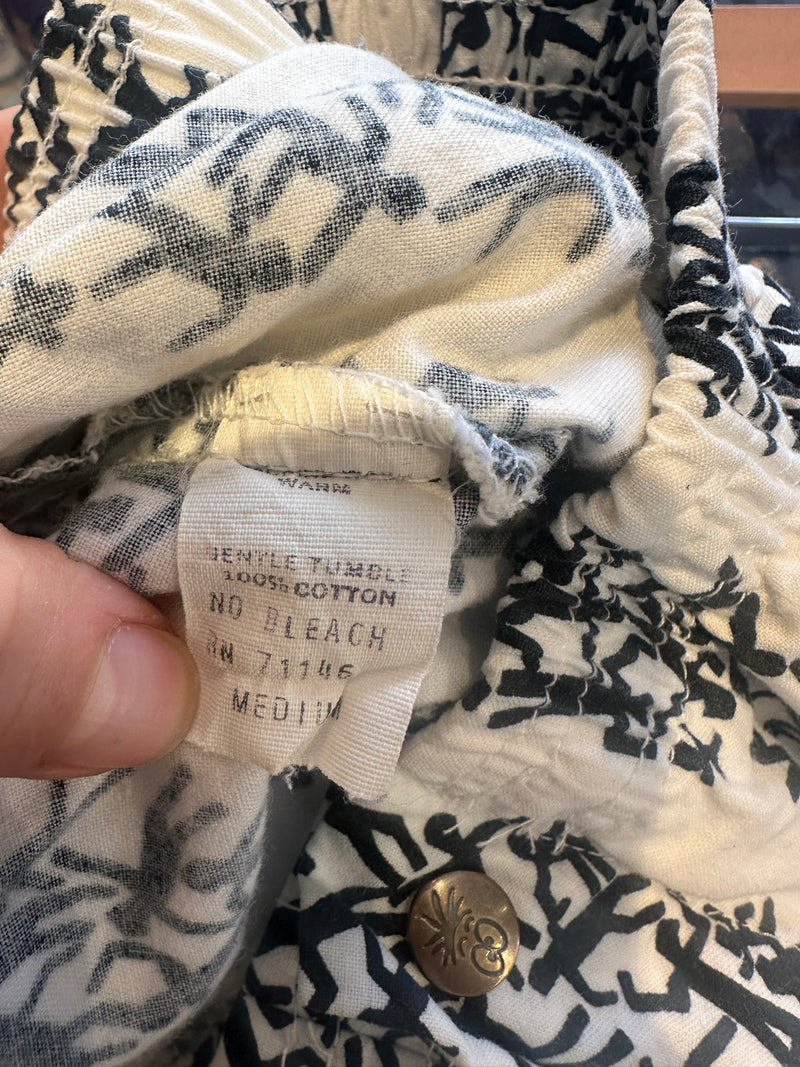 WARM
GENTLE TUMBLE
100% COTTON
NO BLEACH
RN 71146
MEDIUM